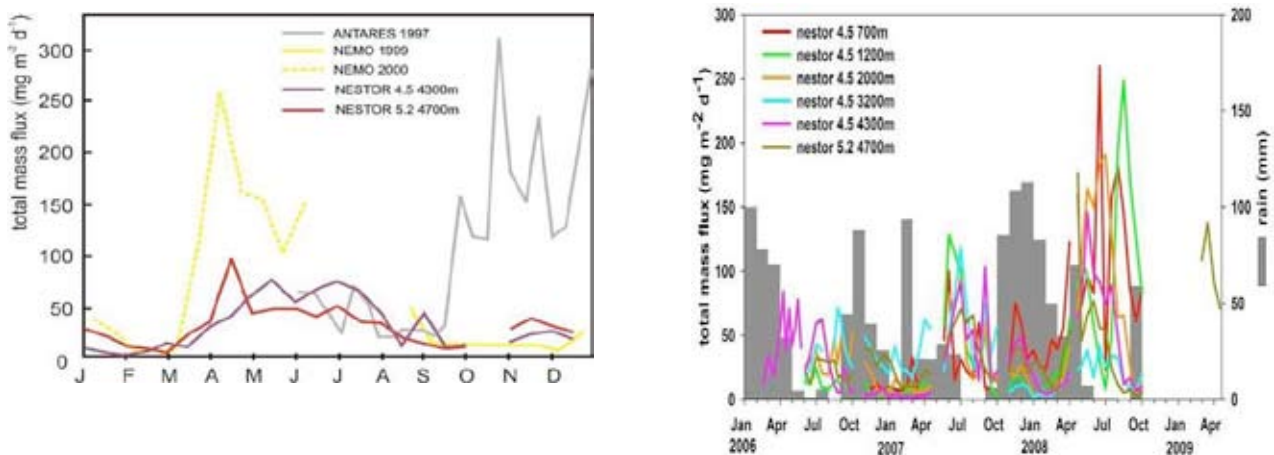 total mass flux (mg m⁻² d⁻¹)
300
250
200
150
100
50
0
ANTARES 1997
NEMO 1999
NEMO 2000
NESTOR 4.5 4300m
NESTOR 5.2 4700m
J F M A M J J A S O N D
total mass flux (mg m⁻² d⁻¹)
300
250
200
150
100
50
0
nestor 4.5 700m
nestor 4.5 1200m
nestor 4.5 2000m
nestor 4.5 3200m
nestor 4.5 4300m
nestor 5.2 4700m
200
150
100
50
0
rain (mm)
Jan Apr Jul Oct Jan Apr Jul Oct Jan Apr Jul Oct Jan Apr
2006 2007 2008 2009